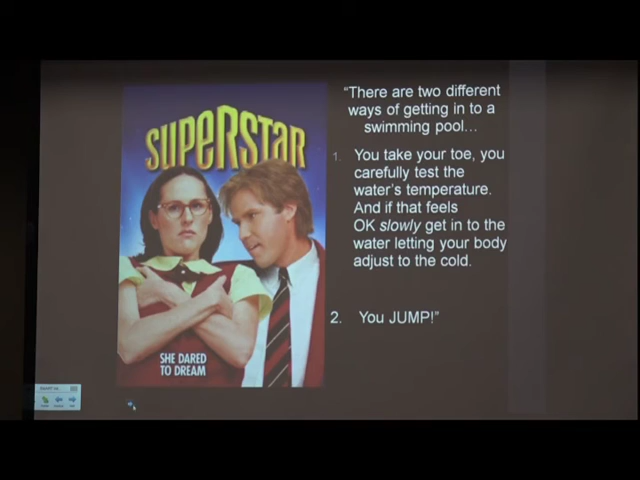 SUPERSTAR
SHE DARED
TO DREAM
“There are two different
ways of getting in to a
swimming pool…
1. You take your toe, you
carefully test the
water's temperature.
And if that feels
OK slowly get in to the
water letting your body
adjust to the cold.
2. You JUMP!”